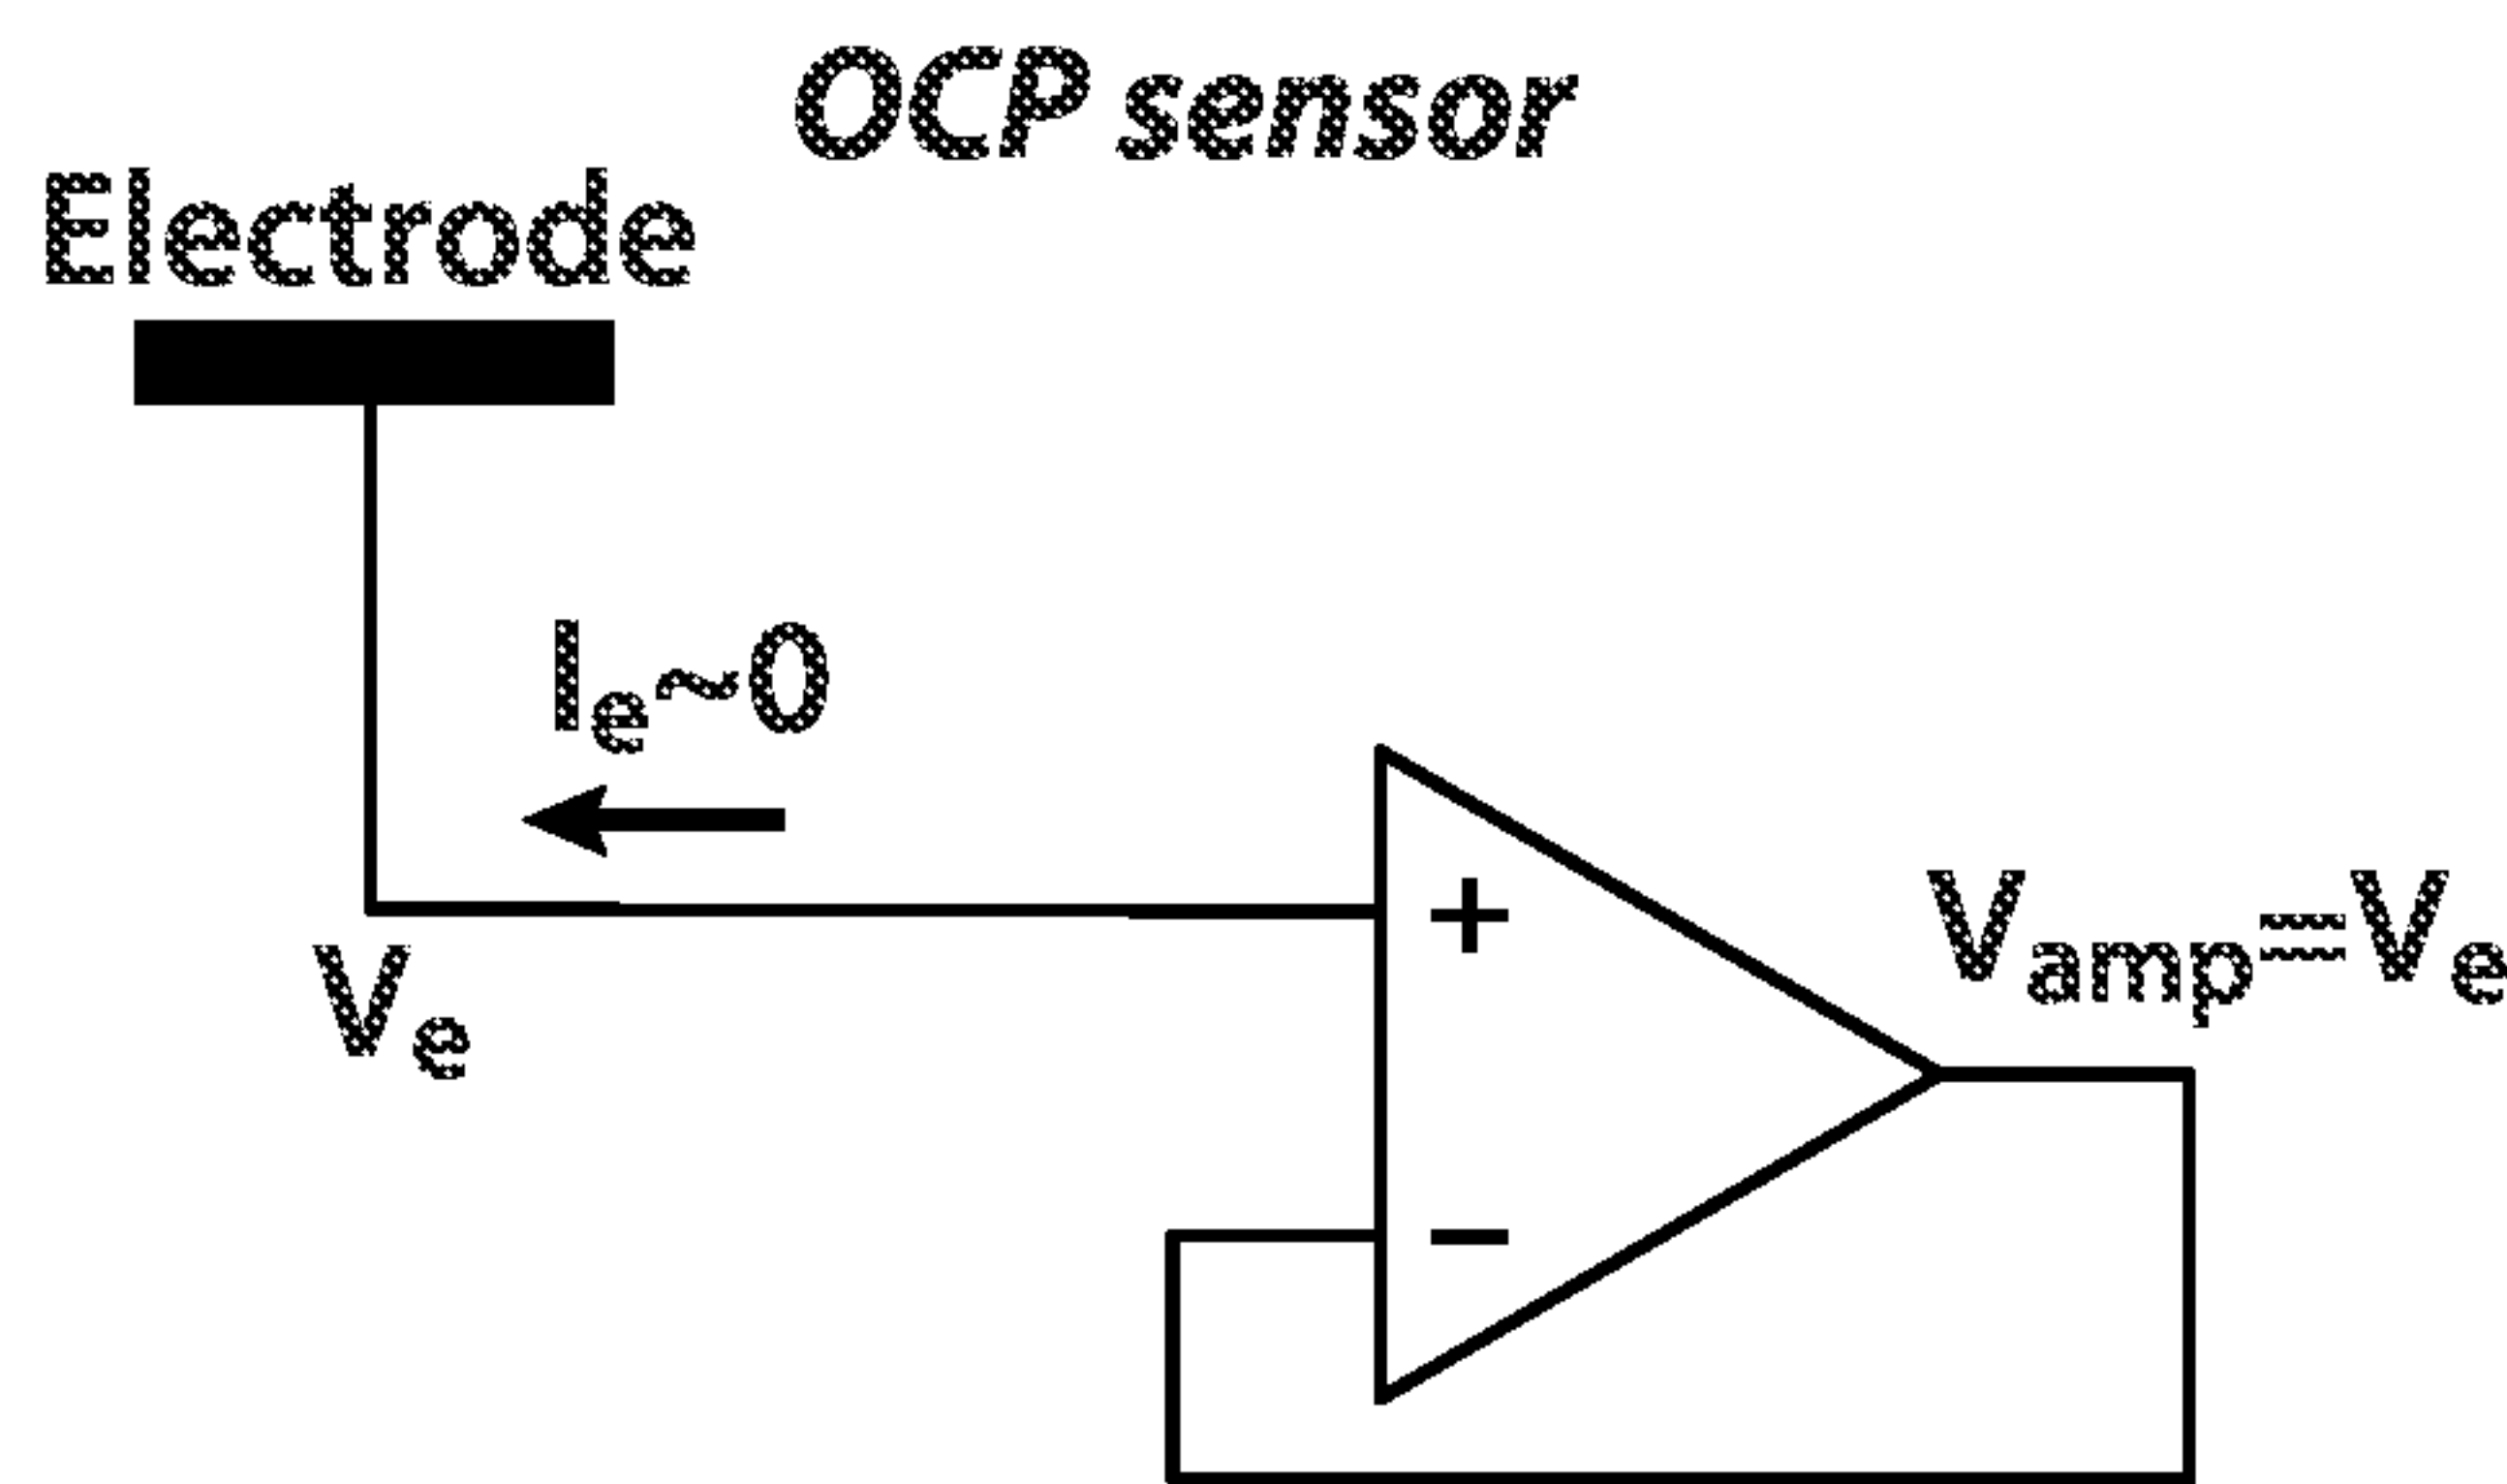 OCP sensor
Electrode
Ie~0
+
Vamp=Ve
Ve
−